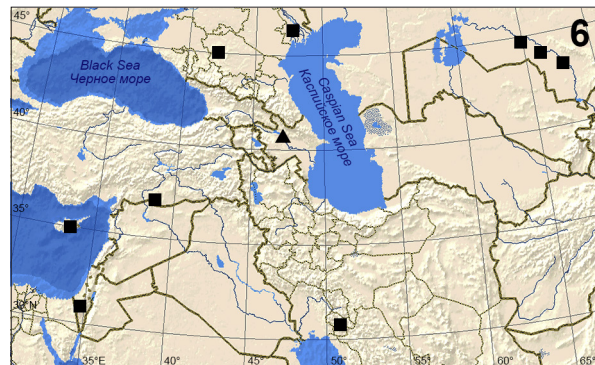 45°
6
Black Sea
Черное море
Caspian Sea
Каспийское море
40°
35°
30°N
35°E
40°
45°
50°
55°
60°
65°